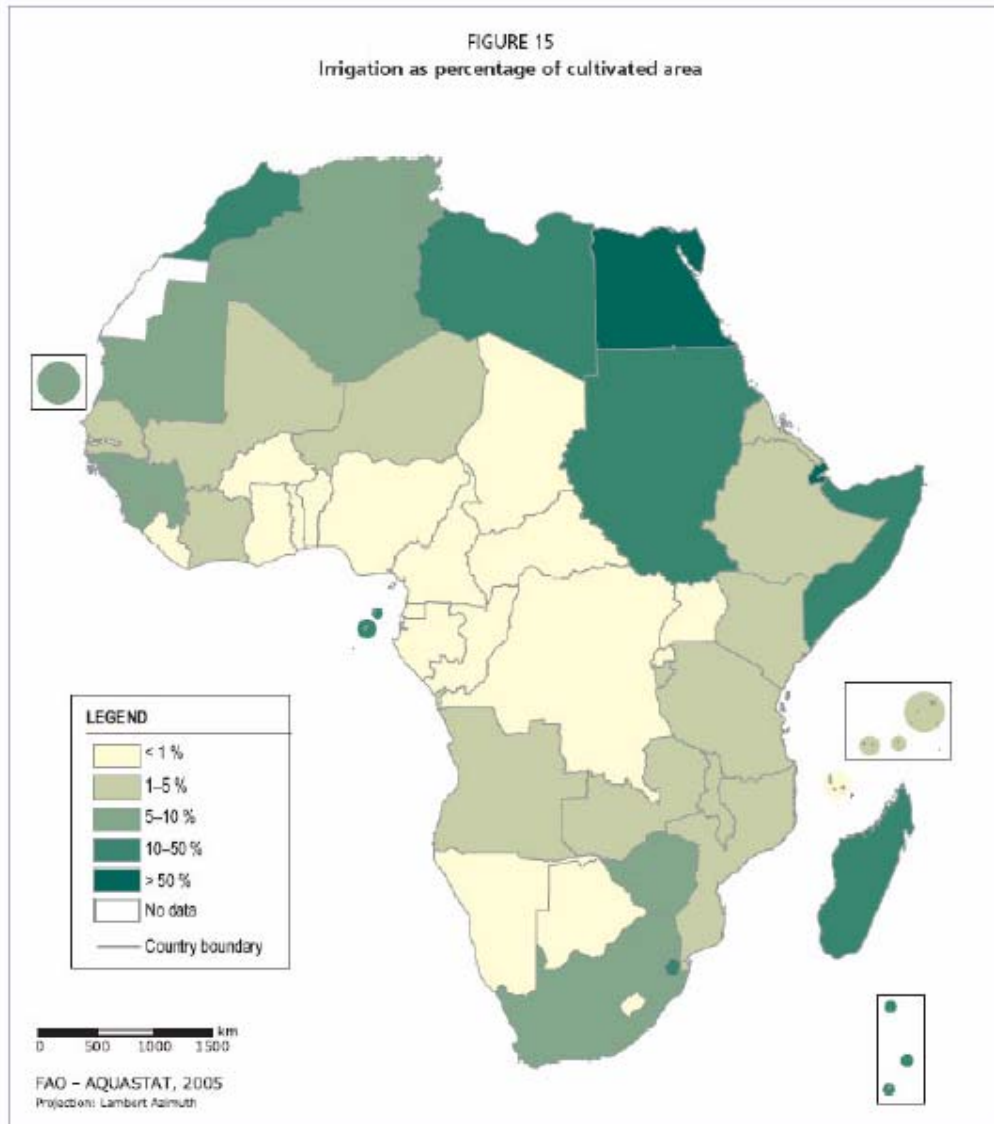 FIGURE 15
Irrigation as percentage of cultivated area
LEGEND
< 1 %
1–5 %
5–10 %
10–50 %
> 50 %
No data
Country boundary
km
0 500 1000 1500
FAO – AQUASTAT, 2005
Projection: Lambert Azimuth